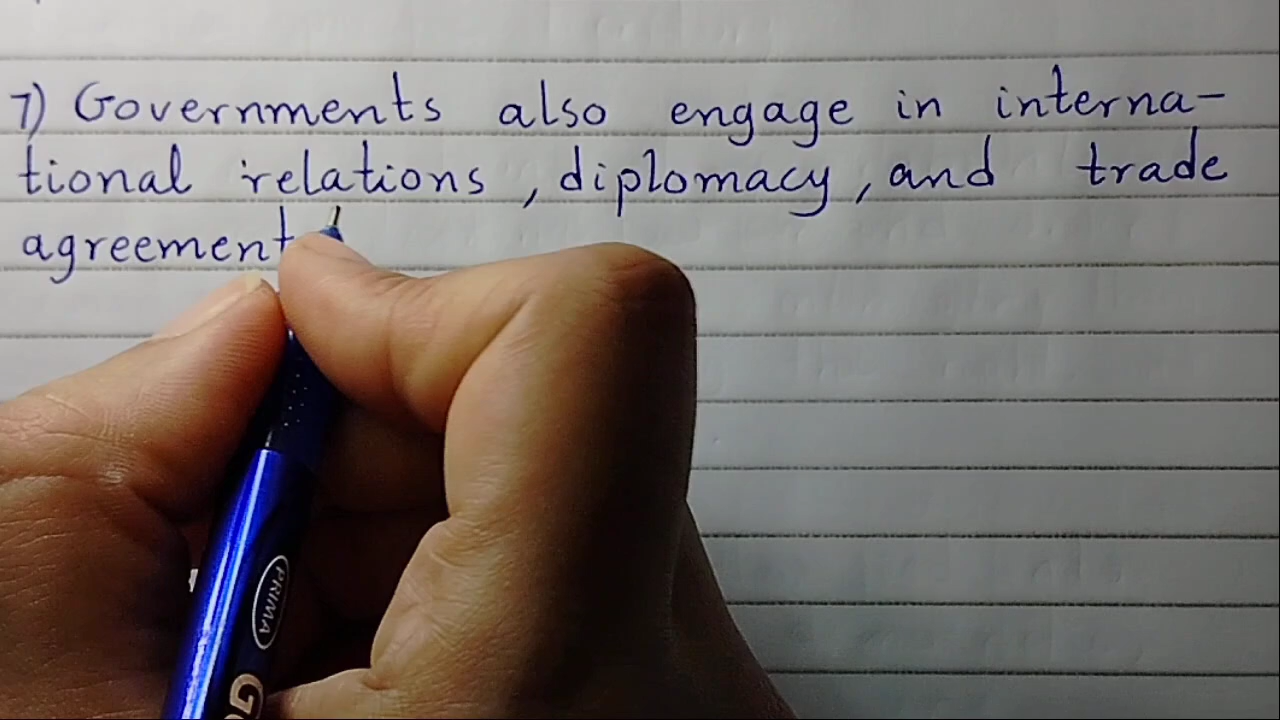 7) Governments also engage in interna-
tional relations, diplomacy, and trade
agreement
PRIMA